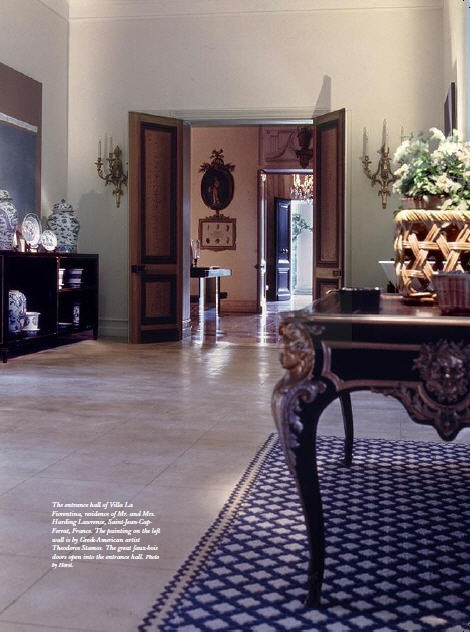 The entrance hall of Villa La
Fiorentina, residence of Mr. and Mrs.
Harding Lawrence, Saint-Jean-Cap-
Ferrat, France. The painting on the left
wall is by Greek-American artist
Theodoros Stamos. The great faux-bois
doors open into the entrance hall. Photo
by Horst.